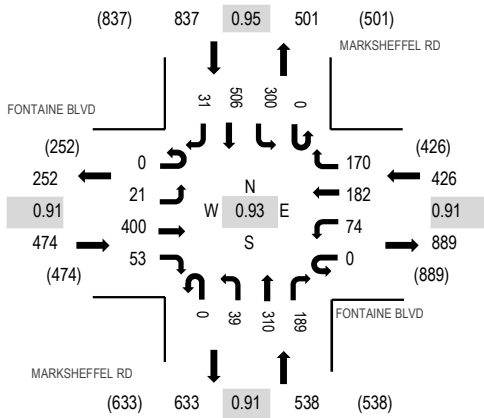 (837) 837 0.95 501 (501)
MARKSHEFFEL RD
31 506 300 0
FONTAINE BLVD
(252) (426)
0 170
252 426
21 182
N
0.91 W 0.93 E 0.91
400 74
474 S 889
53 0
(474) (889)
0 39 310 189
FONTAINE BLVD
MARKSHEFFEL RD
(633) 633 0.91 538 (538)